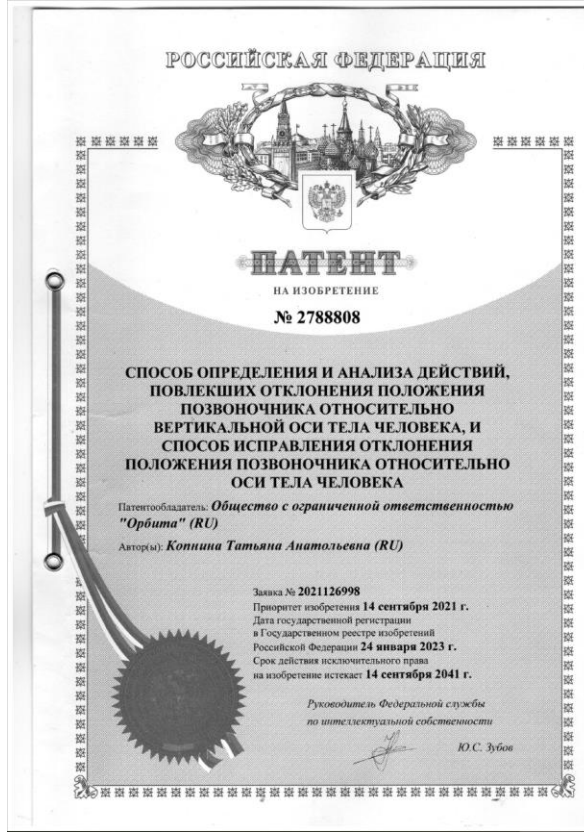 РОССИЙСКАЯ ФЕДЕРАЦИЯ
ПАТЕНТ
НА ИЗОБРЕТЕНИЕ
№ 2788808
СПОСОБ ОПРЕДЕЛЕНИЯ И АНАЛИЗА ДЕЙСТВИЙ,
ПОВЛЕКШИХ ОТКЛОНЕНИЯ ПОЛОЖЕНИЯ
ПОЗВОНОЧНИКА ОТНОСИТЕЛЬНО
ВЕРТИКАЛЬНОЙ ОСИ ТЕЛА ЧЕЛОВЕКА, И
СПОСОБ ИСПРАВЛЕНИЯ ОТКЛОНЕНИЯ
ПОЛОЖЕНИЯ ПОЗВОНОЧНИКА ОТНОСИТЕЛЬНО
ОСИ ТЕЛА ЧЕЛОВЕКА
Патентообладатель: Общество с ограниченной ответственностью
"Орбита" (RU)
Автор(ы): Копнина Татьяна Анатольевна (RU)
Заявка № 2021126998
Приоритет изобретения 14 сентября 2021 г.
Дата государственной регистрации
в Государственном реестре изобретений
Российской Федерации 24 января 2023 г.
Срок действия исключительного права
на изобретение истекает 14 сентября 2041 г.
Руководитель Федеральной службы
по интеллектуальной собственности
Ю.С. Зубов